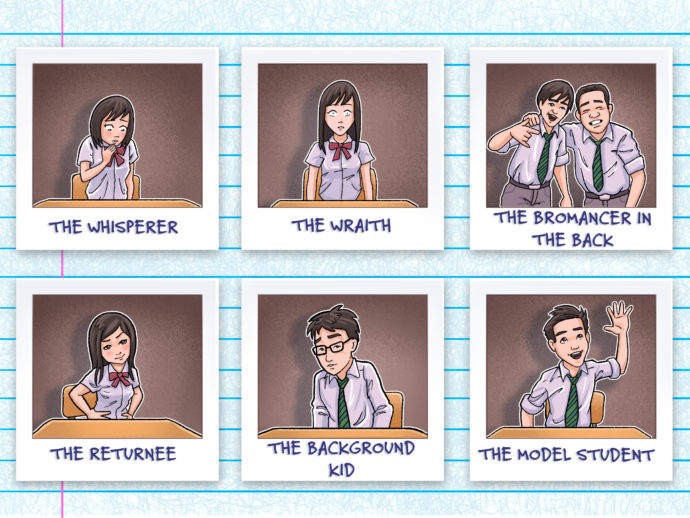 THE WHISPERER
THE WRAITH
THE BROMANCER IN
THE BACK
THE RETURNEE
THE BACKGROUND
KID
THE MODEL STUDENT